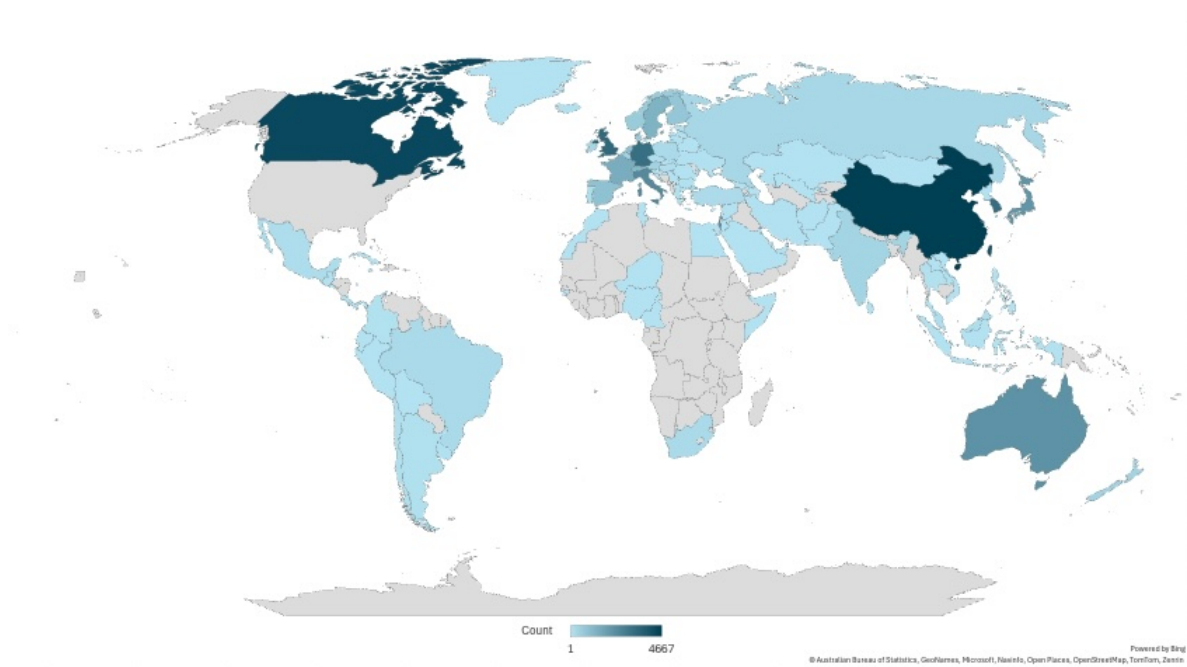 Count
1 4667
Powered by Bing
© Australian Bureau of Statistics, GeoNames, Microsoft, Navinfo, Open Places, OpenStreetMap, TomTom, Zenrin